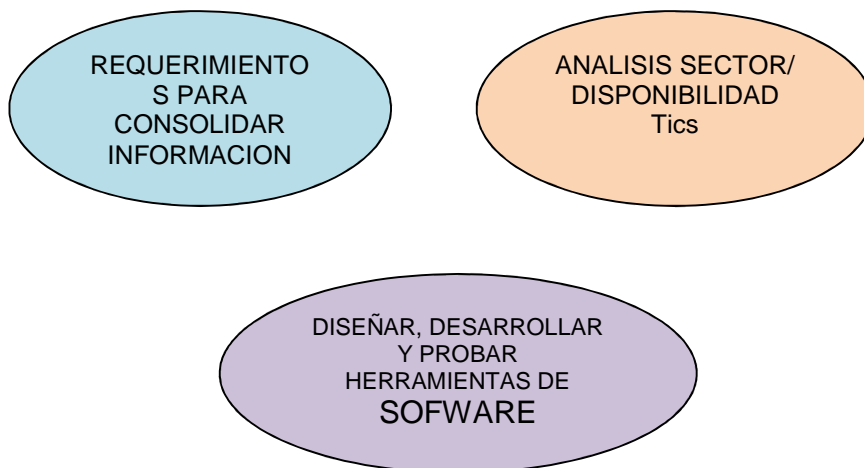 REQUERIMIENTO
S PARA
CONSOLIDAR
INFORMACION
ANALISIS SECTOR/
DISPONIBILIDAD
Tics
DISEÑAR, DESARROLLAR
Y PROBAR
HERRAMIENTAS DE
SOFWARE